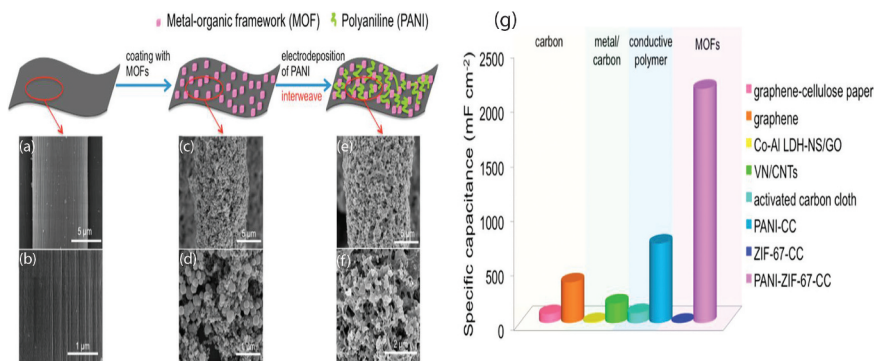 Metal-organic framework (MOF)
Polyaniline (PANI)
coating with
MOFs
electrodeposition
of PANI
interweave
(a)
5 µm
(b)
1 µm
(c)
5 µm
(d)
1 µm
(e)
5 µm
(f)
2 µm
(g)
carbon
metal/
carbon
conductive
polymer
MOFs
Specific capacitance (mF cm⁻²)
2500
2000
1500
1000
500
0
graphene-cellulose paper
graphene
Co-Al LDH-NS/GO
VN/CNTs
activated carbon cloth
PANI-CC
ZIF-67-CC
PANI-ZIF-67-CC